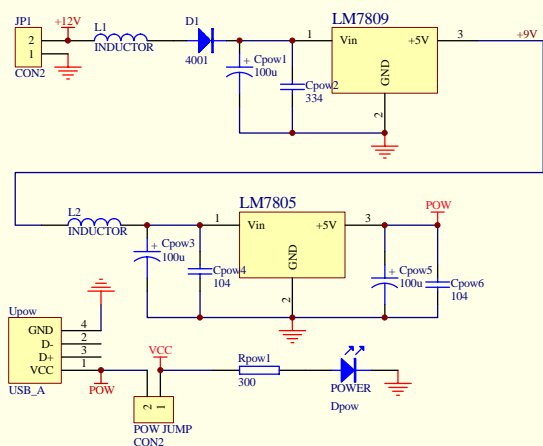 JP1
+12V
L1
D1
LM7809
2
1
INDUCTOR
4001
CON2
1
Vin
+5V
3
+9V
GND
2
+ Cpow1
100u
Cpow2
334
L2
INDUCTOR
LM7805
1
Vin
+5V
3
POW
GND
2
+ Cpow3
100u
Cpow4
104
+ Cpow5
100u
Cpow6
104
Upow
GND
4
D-
2
D+
3
VCC
1
USB_A
POW
VCC
Rpow1
300
POWER
Dpow
2
1
POW JUMP
CON2